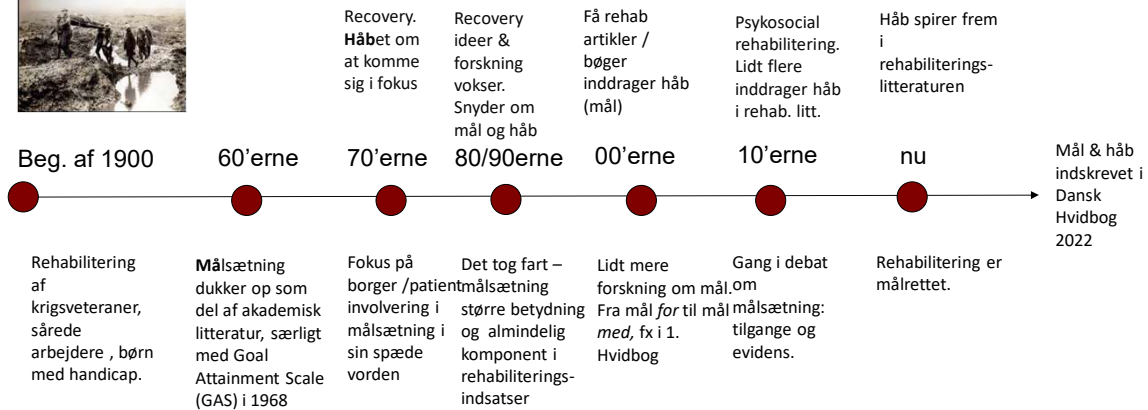 Recovery.
Håbet om
at komme
sig i fokus
Recovery
ideer &
forskning
vokser.
Snyder om
mål og håb
Få rehab
artikler /
bøger
inddrager håb
(mål)
Psykosocial
rehabilitering.
Lidt flere
inddrager håb
i rehab. litt.
Håb spirer frem
i
rehabiliterings-
litteraturen
Beg. af 1900
60’erne
70’erne
80/90erne
00’erne
10’erne
nu
Mål & håb
indskrevet i
Dansk
Hvidbog
2022
Rehabilitering
af
krigsveteraner,
sårede
arbejdere , børn
med handicap.
Målsætning
dukker op som
del af akademisk
litteratur, særligt
med Goal
Attainment Scale
(GAS) i 1968
Fokus på
borger /patient
involvering i
målsætning i
sin spæde
vorden
Det tog fart –
målsætning
større betydning
og almindelig
komponent i
rehabiliterings-
indsatser
Lidt mere
forskning om mål.
Fra mål for til mål
med, fx i 1.
Hvidbog
Gang i debat
om
målsætning:
tilgange og
evidens.
Rehabilitering er
målrettet.